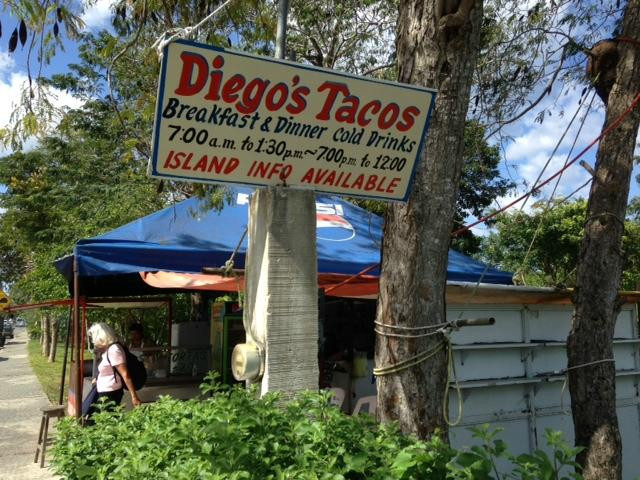 Diego's Tacos
Breakfast & Dinner Cold Drinks
7:00 a.m. to 1:30 p.m. ~ 7:00 p.m. to 12:00
ISLAND INFO AVAILABLE
TORTAS